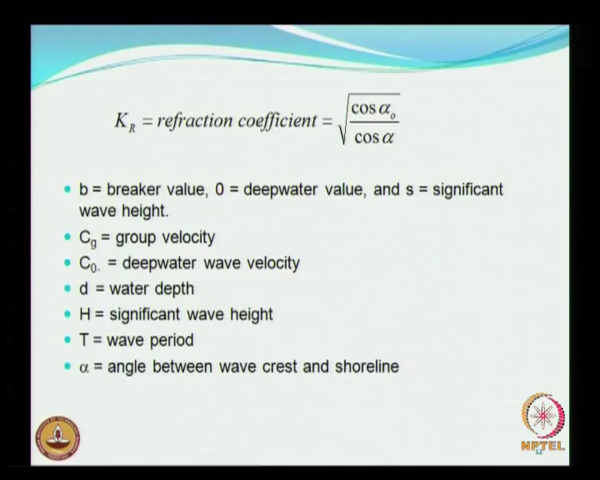 K_R = refraction coefficient = √(cos α_o / cos α)
• b = breaker value, 0 = deepwater value, and s = significant
wave height.
• C_g = group velocity
• C_0. = deepwater wave velocity
• d = water depth
• H = significant wave height
• T = wave period
• α = angle between wave crest and shoreline
NPTEL